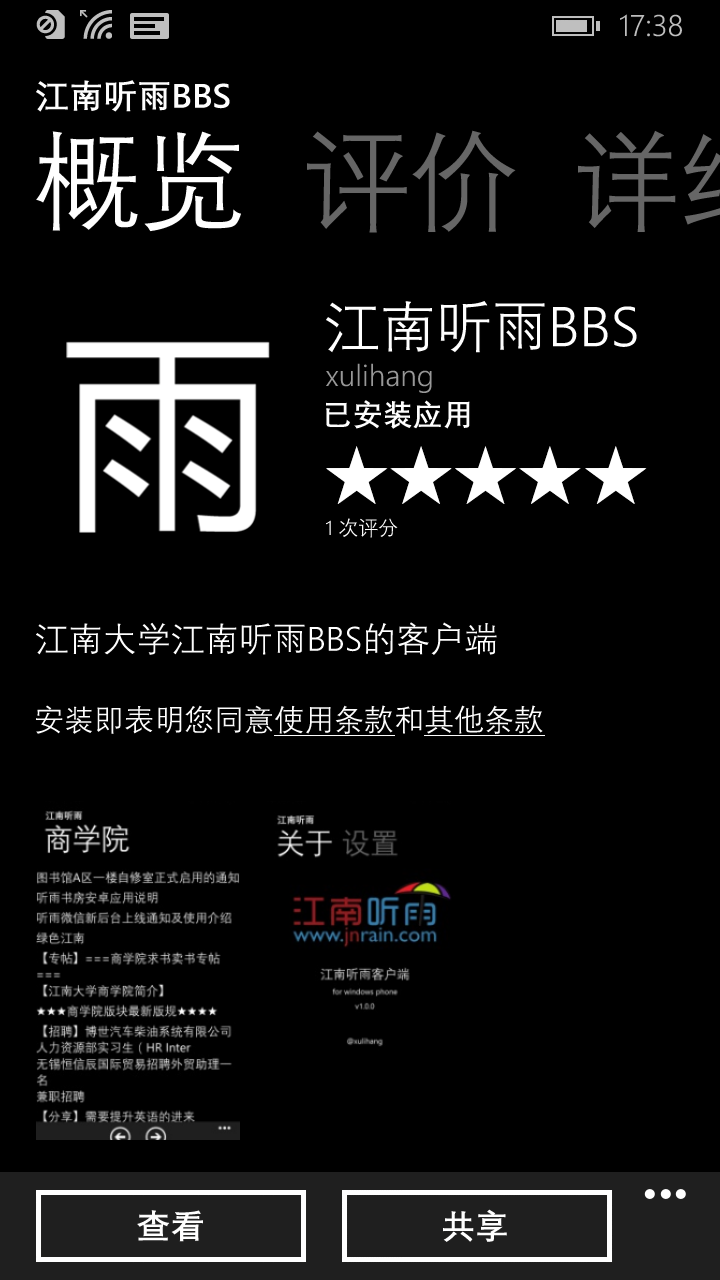 17:38
江南听雨BBS
概览 评价 详细
雨
江南听雨BBS
xulihang
已安装应用
1 次评分
江南大学江南听雨BBS的客户端
安装即表明您同意使用条款和其他条款
江南听雨
商学院
图书馆A区一楼自修室正式启用的通知
听雨书房安卓应用说明
听雨微信新后台上线通知及使用介绍
绿色江南
【专帖】===商学院求书卖书专帖
===
【江南大学商学院简介】
★★★商学院版块最新版规★★★★
【招聘】博世汽车柴油系统有限公司
人力资源部实习生（HR Inter
无锡恒信辰国际贸易招聘外贸助理一
名
兼职招聘
【分享】需要提升英语的进来
江南听雨
关于 设置
江南听雨
www.jnrain.com
江南听雨客户端
for windows phone
v1.0.0
@xulihang
查看 共享